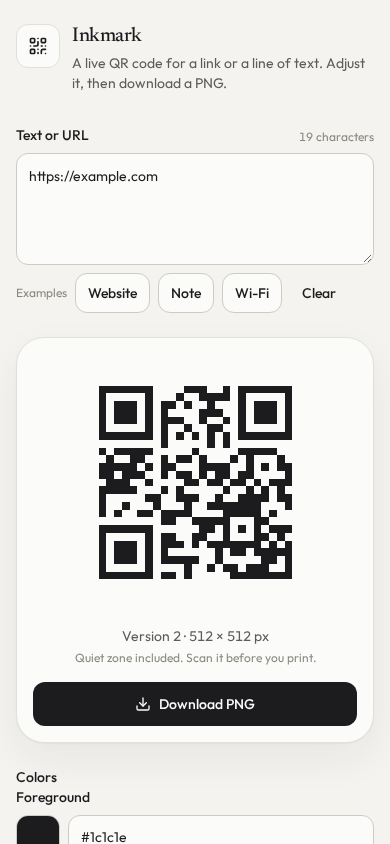 Inkmark
A live QR code for a link or a line of text. Adjust
it, then download a PNG.
Text or URL
19 characters
https://example.com
Examples
Website
Note
Wi-Fi
Clear
Version 2 · 512 × 512 px
Quiet zone included. Scan it before you print.
Download PNG
Colors
Foreground
#1c1c1e